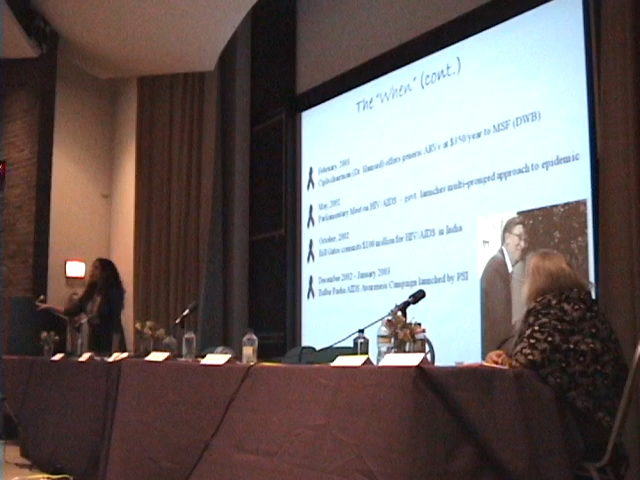 The "When" (cont.)
February, 2001
(Dr. Hamied) offers generic ARVs at $350/year to MSF (DWB)
May, 2002
Parliamentary Meet on HIV/AIDS - govt launches multi-pronged approach to epidemic
October, 2002
Bill Gates commits $100 million for HIV/AIDS in India
December 2002 - January 2003
Balbir Pasha AIDS Awareness Campaign launched by PSI